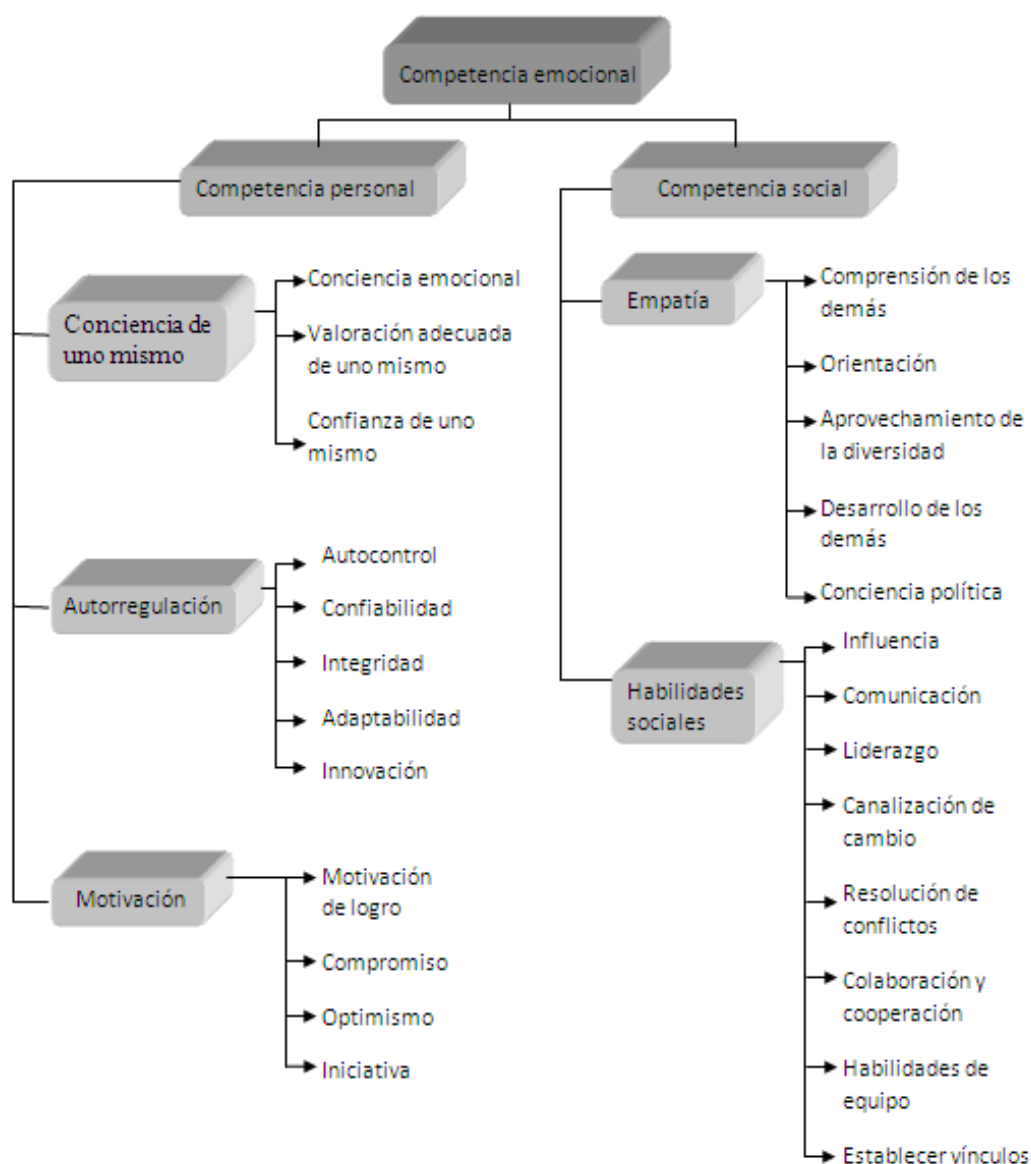 Competencia emocional
Competencia personal
Conciencia de
uno mismo
Conciencia emocional
Valoración adecuada
de uno mismo
Confianza de uno
mismo
Autorregulación
Autocontrol
Confiabilidad
Integridad
Adaptabilidad
Innovación
Motivación
Motivación
de logro
Compromiso
Optimismo
Iniciativa
Competencia social
Empatía
Comprensión de los
demás
Orientación
Aprovechamiento de
la diversidad
Desarrollo de los
demás
Conciencia política
Habilidades
sociales
Influencia
Comunicación
Liderazgo
Canalización de
cambio
Resolución de
conflictos
Colaboración y
cooperación
Habilidades de
equipo
Establecer vínculos